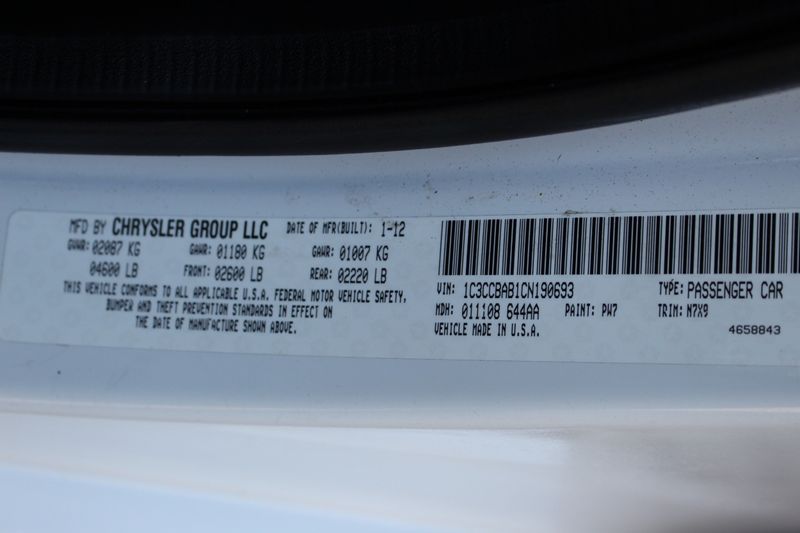 MFD BY CHRYSLER GROUP LLC DATE OF MFR(BUILT): 1-12
GVWR: 02087 KG GAWR: 01180 KG GAWR: 01007 KG
04600 LB FRONT: 02600 LB REAR: 02220 LB
THIS VEHICLE CONFORMS TO ALL APPLICABLE U.S.A. FEDERAL MOTOR VEHICLE SAFETY,
BUMPER AND THEFT PREVENTION STANDARDS IN EFFECT ON
THE DATE OF MANUFACTURE SHOWN ABOVE.
VIN: 1C3CCBAB1CN190693 TYPE: PASSENGER CAR
MDH: 011108 644AA PAINT: PW7 TRIM: N7X9
VEHICLE MADE IN U.S.A. 4658843